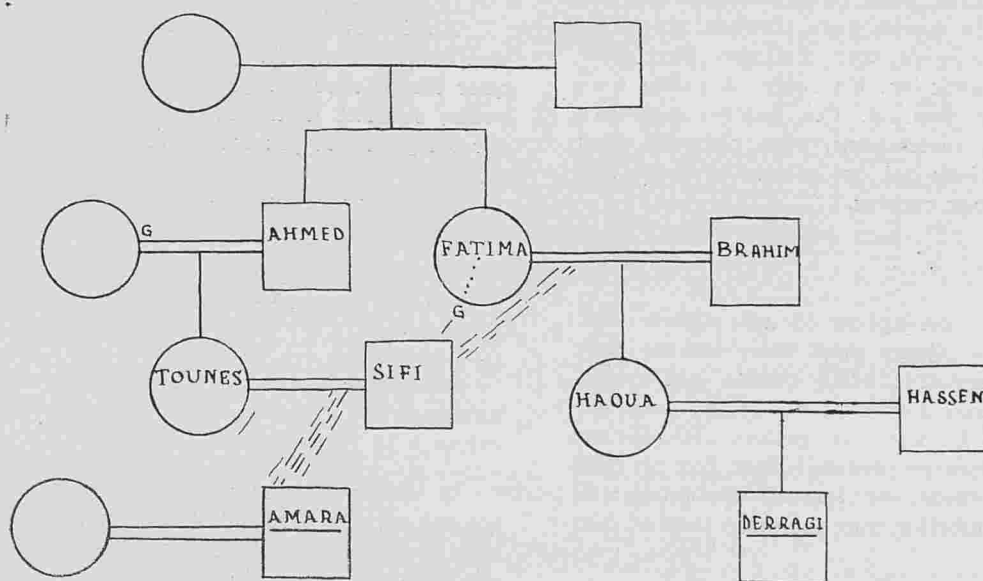 G
AHMED
FATIMA
BRAHIM
G
TOUNES
SIFI
HAOUA
HASSEN
AMARA
DERRAGI